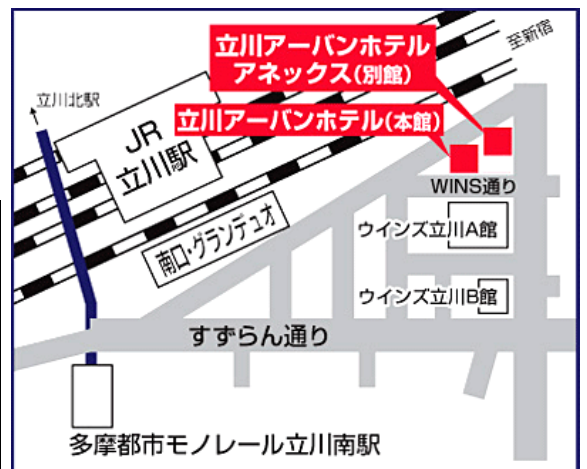 立川アーバンホテル
アネックス(別館)
至新宿
立川北駅
JR
立川駅
立川アーバンホテル(本館)
WINS通り
南口・グランデュオ
ウインズ立川A館
ウインズ立川B館
すずらん通り
多摩都市モノレール立川南駅